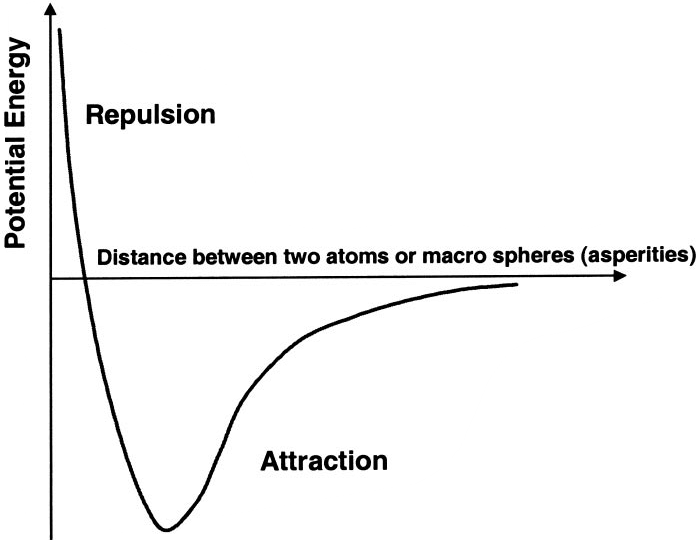 Potential Energy
Repulsion
Distance between two atoms or macro spheres (asperities)
Attraction